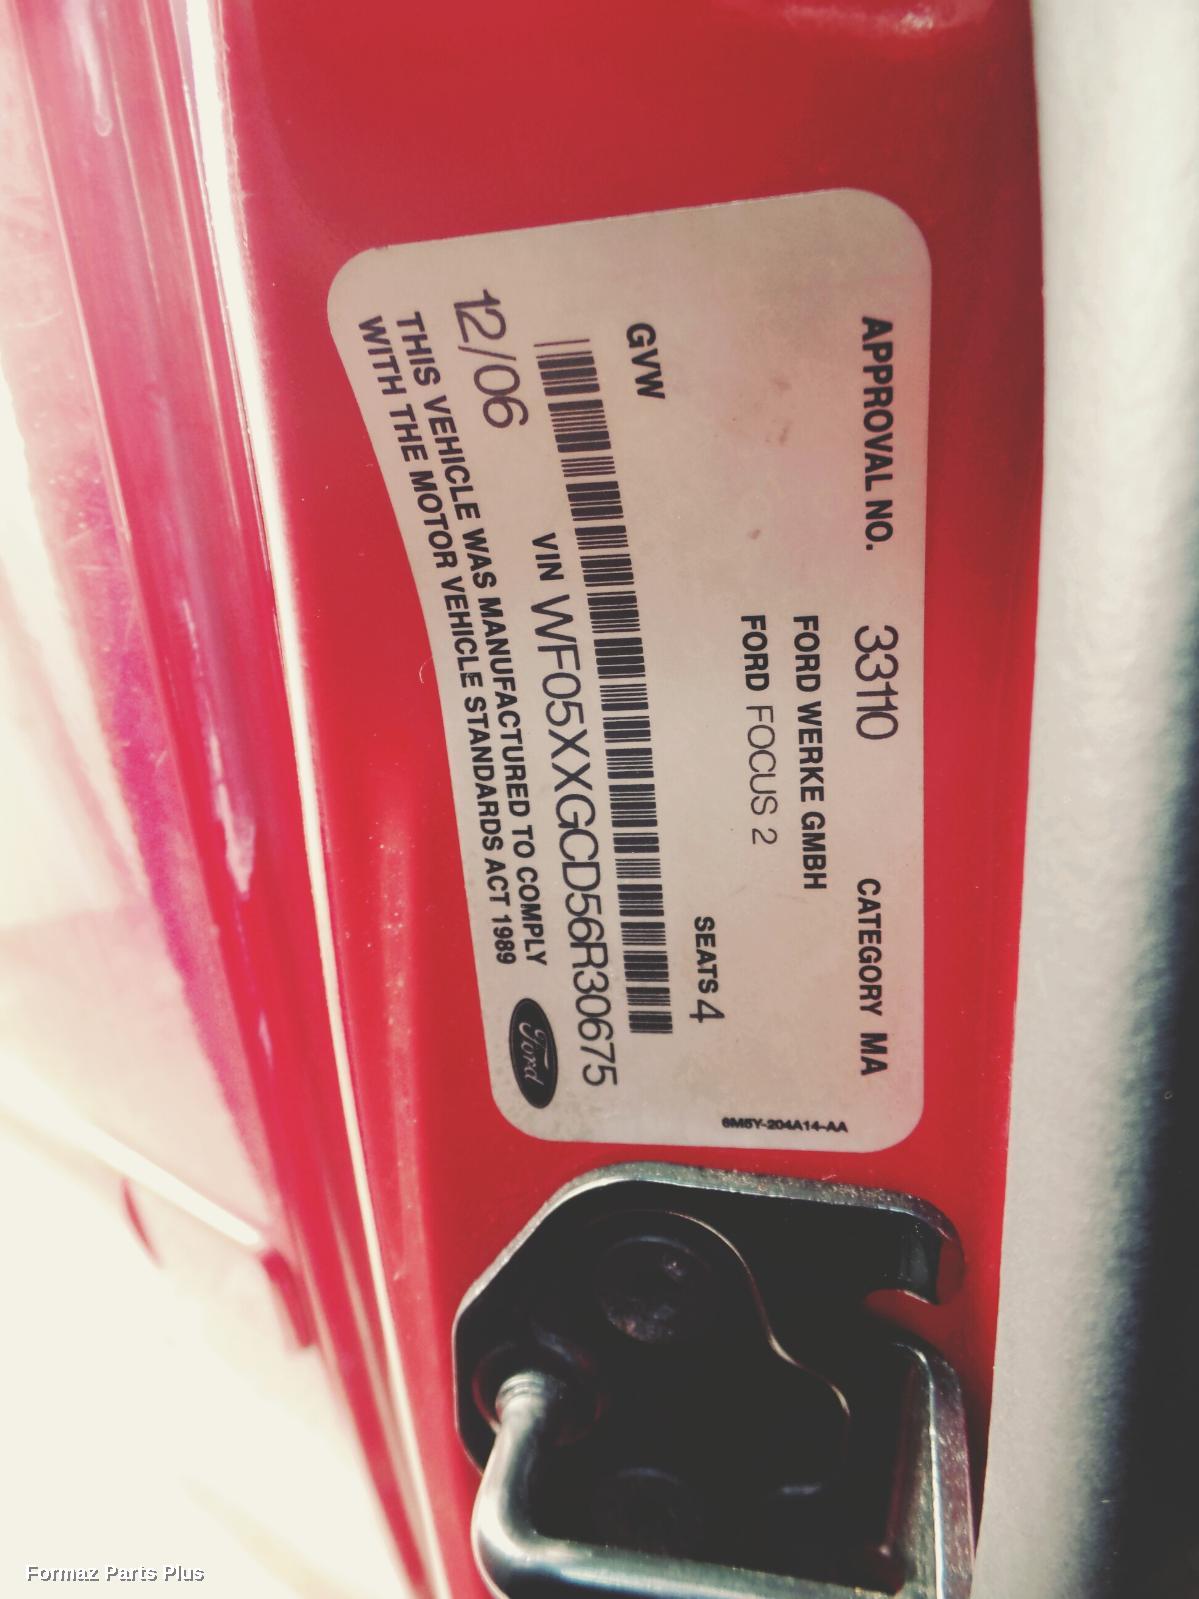 APPROVAL NO. 33110 CATEGORY MA
FORD WERKE GMBH
FORD FOCUS 2
SEATS 4
GVW
VIN WF05XXGCD56R30675
12/06
THIS VEHICLE WAS MANUFACTURED TO COMPLY
WITH THE MOTOR VEHICLE STANDARDS ACT 1989
Ford
6M5Y-204A14-AA
Formaz Parts Plus